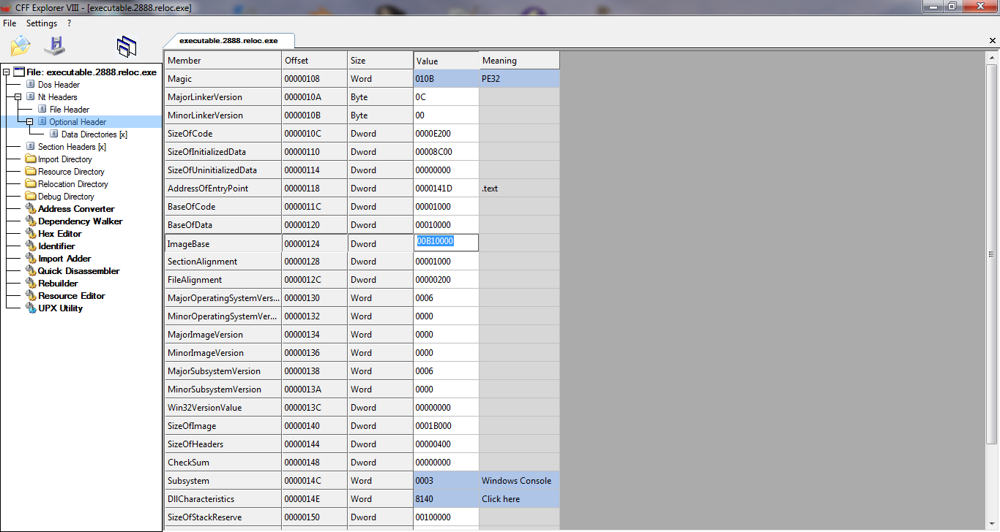 CFF Explorer VIII - [executable.2888.reloc.exe]
File Settings ?
executable.2888.reloc.exe
File: executable.2888.reloc.exe
Dos Header
Nt Headers
File Header
Optional Header
Data Directories [x]
Section Headers [x]
Import Directory
Resource Directory
Relocation Directory
Debug Directory
Address Converter
Dependency Walker
Hex Editor
Identifier
Import Adder
Quick Disassembler
Rebuilder
Resource Editor
UPX Utility
Member Offset Size Value Meaning
Magic 00000108 Word 010B PE32
MajorLinkerVersion 0000010A Byte 0C
MinorLinkerVersion 0000010B Byte 00
SizeOfCode 0000010C Dword 0000E200
SizeOfInitializedData 00000110 Dword 00008C00
SizeOfUninitializedData 00000114 Dword 00000000
AddressOfEntryPoint 00000118 Dword 0000141D .text
BaseOfCode 0000011C Dword 00001000
BaseOfData 00000120 Dword 00010000
ImageBase 00000124 Dword 00B10000
SectionAlignment 00000128 Dword 00001000
FileAlignment 0000012C Dword 00000200
MajorOperatingSystemVers... 00000130 Word 0006
MinorOperatingSystemVer... 00000132 Word 0000
MajorImageVersion 00000134 Word 0000
MinorImageVersion 00000136 Word 0000
MajorSubsystemVersion 00000138 Word 0006
MinorSubsystemVersion 0000013A Word 0000
Win32VersionValue 0000013C Dword 00000000
SizeOfImage 00000140 Dword 0001B000
SizeOfHeaders 00000144 Dword 00000400
CheckSum 00000148 Dword 00000000
Subsystem 0000014C Word 0003 Windows Console
DllCharacteristics 0000014E Word 8140 Click here
SizeOfStackReserve 00000150 Dword 00100000